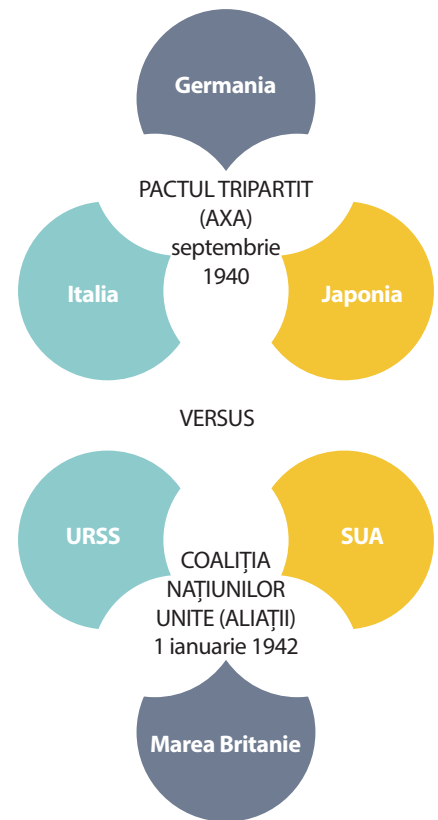 Germania
PACTUL TRIPARTIT
(AXA)
septembrie
1940
Italia
Japonia
VERSUS
URSS
SUA
COALIȚIA
NAȚIUNILOR
UNITE (ALIAȚII)
1 ianuarie 1942
Marea Britanie